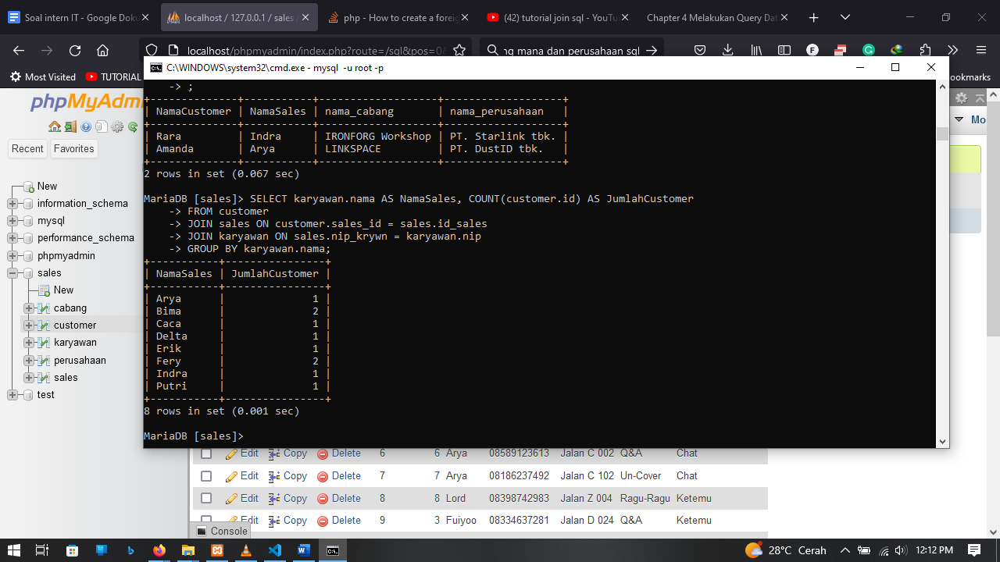 Soal intern IT - Google Doku
localhost / 127.0.0.1 / sales /
php - How to create a foreig
(42) tutorial join sql - YouTu
Chapter 4 Melakukan Query Dat
localhost/phpmyadmin/index.php?route=/sql&pos=0&
ng mana dan perusahaan sql
Most Visited
TUTORIAL
ookmarks
C:\WINDOWS\system32\cmd.exe - mysql -u root -p
phpMyAdm
Recent
Favorites
New
information_schema
mysql
performance_schema
phpmyadmin
sales
New
cabang
customer
karyawan
perusahaan
sales
test
Mo
-> ;
+--------------+-----------+-------------------+-------------------+
| NamaCustomer | NamaSales | nama_cabang       | nama_perusahaan   |
+--------------+-----------+-------------------+-------------------+
| Rara         | Indra     | IRONFORG Workshop | PT. Starlink tbk. |
| Amanda       | Arya      | LINKSPACE         | PT. DustID tbk.   |
+--------------+-----------+-------------------+-------------------+
2 rows in set (0.067 sec)
MariaDB [sales]> SELECT karyawan.nama AS NamaSales, COUNT(customer.id) AS JumlahCustomer
-> FROM customer
-> JOIN sales ON customer.sales_id = sales.id_sales
-> JOIN karyawan ON sales.nip_krywn = karyawan.nip
-> GROUP BY karyawan.nama;
+-----------+----------------+
| NamaSales | JumlahCustomer |
+-----------+----------------+
| Arya      |              1 |
| Bima      |              2 |
| Caca      |              1 |
| Delta     |              1 |
| Erik      |              1 |
| Fery      |              2 |
| Indra     |              1 |
| Putri     |              1 |
+-----------+----------------+
8 rows in set (0.001 sec)
MariaDB [sales]>
Edit Copy Delete 6 6 Arya 08589123613 Jalan C 002 Q&A Chat
Edit Copy Delete 7 7 Arya 08186237492 Jalan C 102 Un-Cover Chat
Edit Copy Delete 8 8 Lord 08398742983 Jalan Z 004 Ragu-Ragu Ketemu
Edit Copy Delete 9 3 Fuiyoo 08334637281 Jalan D 024 Q&A Ketemu
Console
28°C Cerah
12:12 PM